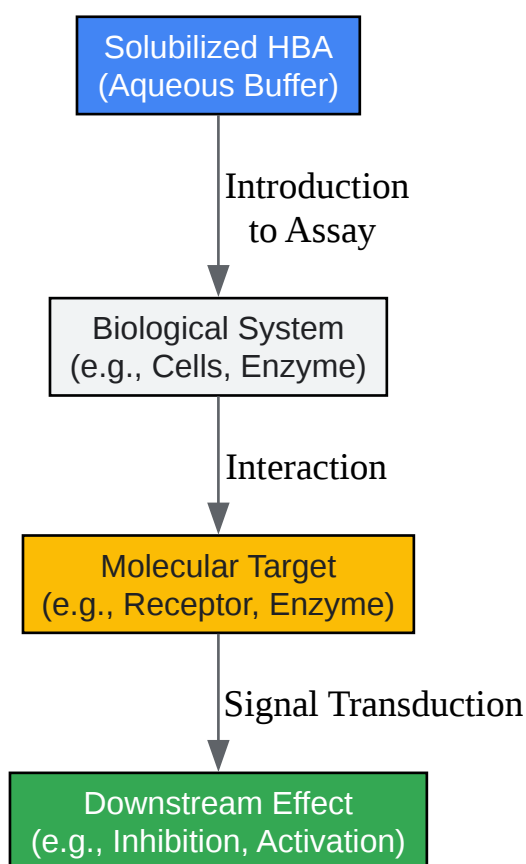 Solubilized HBA
(Aqueous Buffer)
Introduction
to Assay
Biological System
(e.g., Cells, Enzyme)
Interaction
Molecular Target
(e.g., Receptor, Enzyme)
Signal Transduction
Downstream Effect
(e.g., Inhibition, Activation)